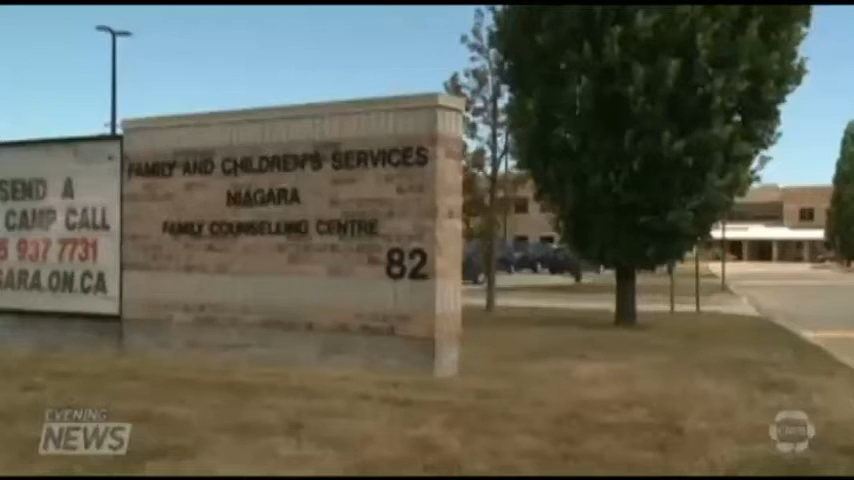 SEND A
CAMP CALL
5 937 7731
GARA.ON.CA
FAMILY AND CHILDREN'S SERVICES
NIAGARA
FAMILY COUNSELLING CENTRE
82
EVENING
NEWS